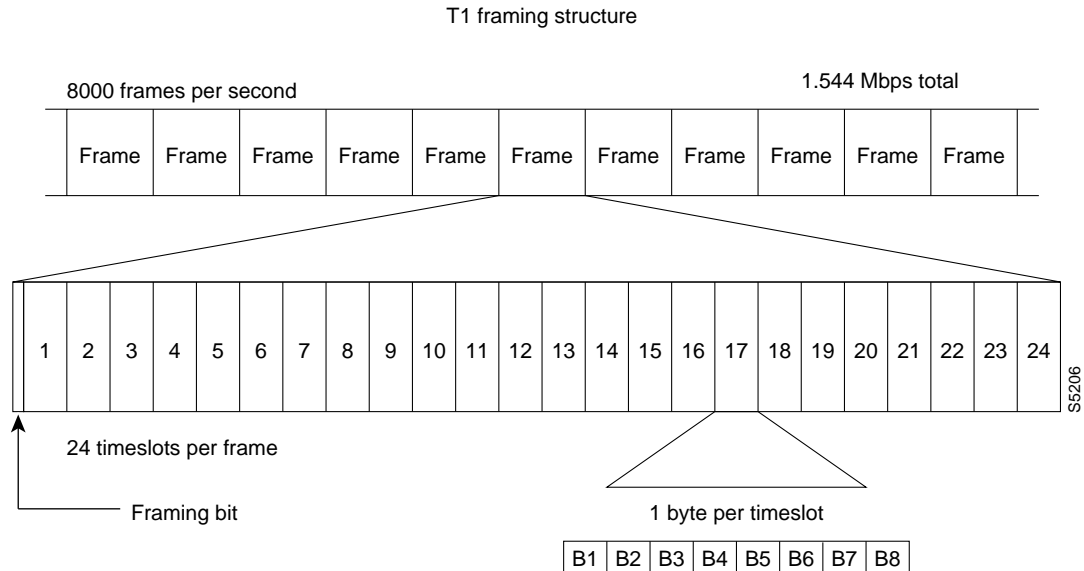 T1 framing structure
8000 frames per second 1.544 Mbps total
Frame Frame Frame Frame Frame Frame Frame Frame Frame Frame Frame
1 2 3 4 5 6 7 8 9 10 11 12 13 14 15 16 17 18 19 20 21 22 23 24
S5206
24 timeslots per frame
Framing bit
1 byte per timeslot
B1 B2 B3 B4 B5 B6 B7 B8